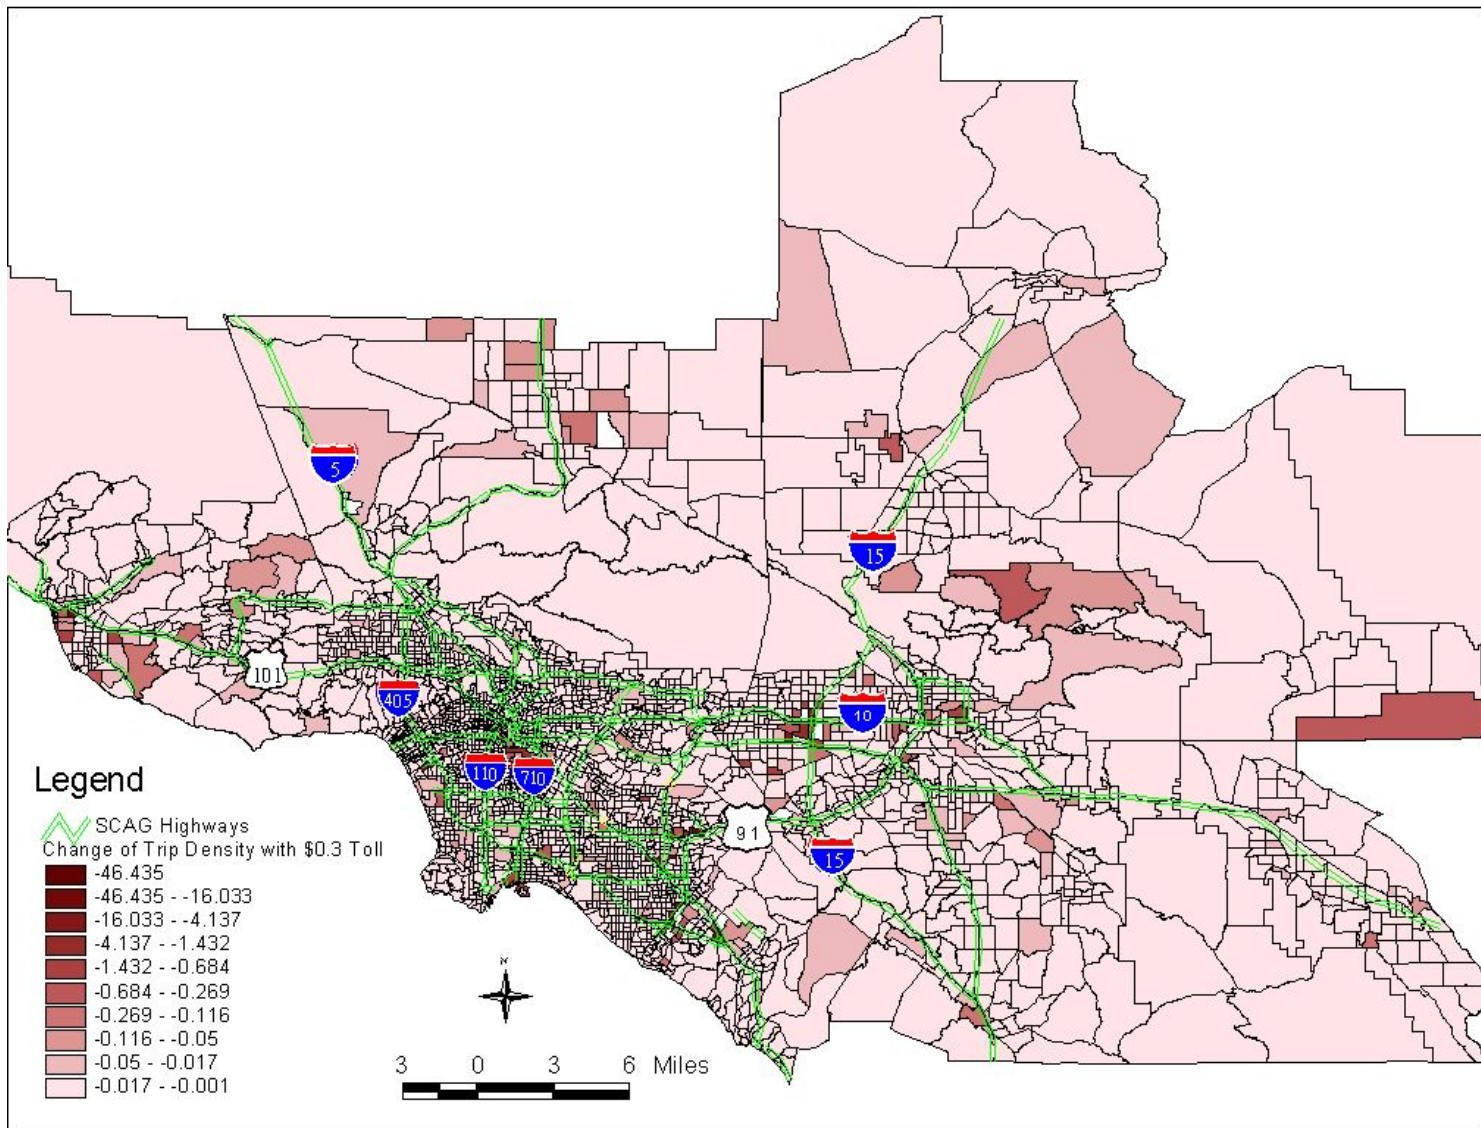 5
15
101
405
10
110
710
91
15
Legend
SCAG Highways
Change of Trip Density with $0.3 Toll
-46.435
-46.435 - -16.033
-16.033 - -4.137
-4.137 - -1.432
-1.432 - -0.684
-0.684 - -0.269
-0.269 - -0.116
-0.116 - -0.05
-0.05 - -0.017
-0.017 - -0.001
N
3 0 3 6 Miles